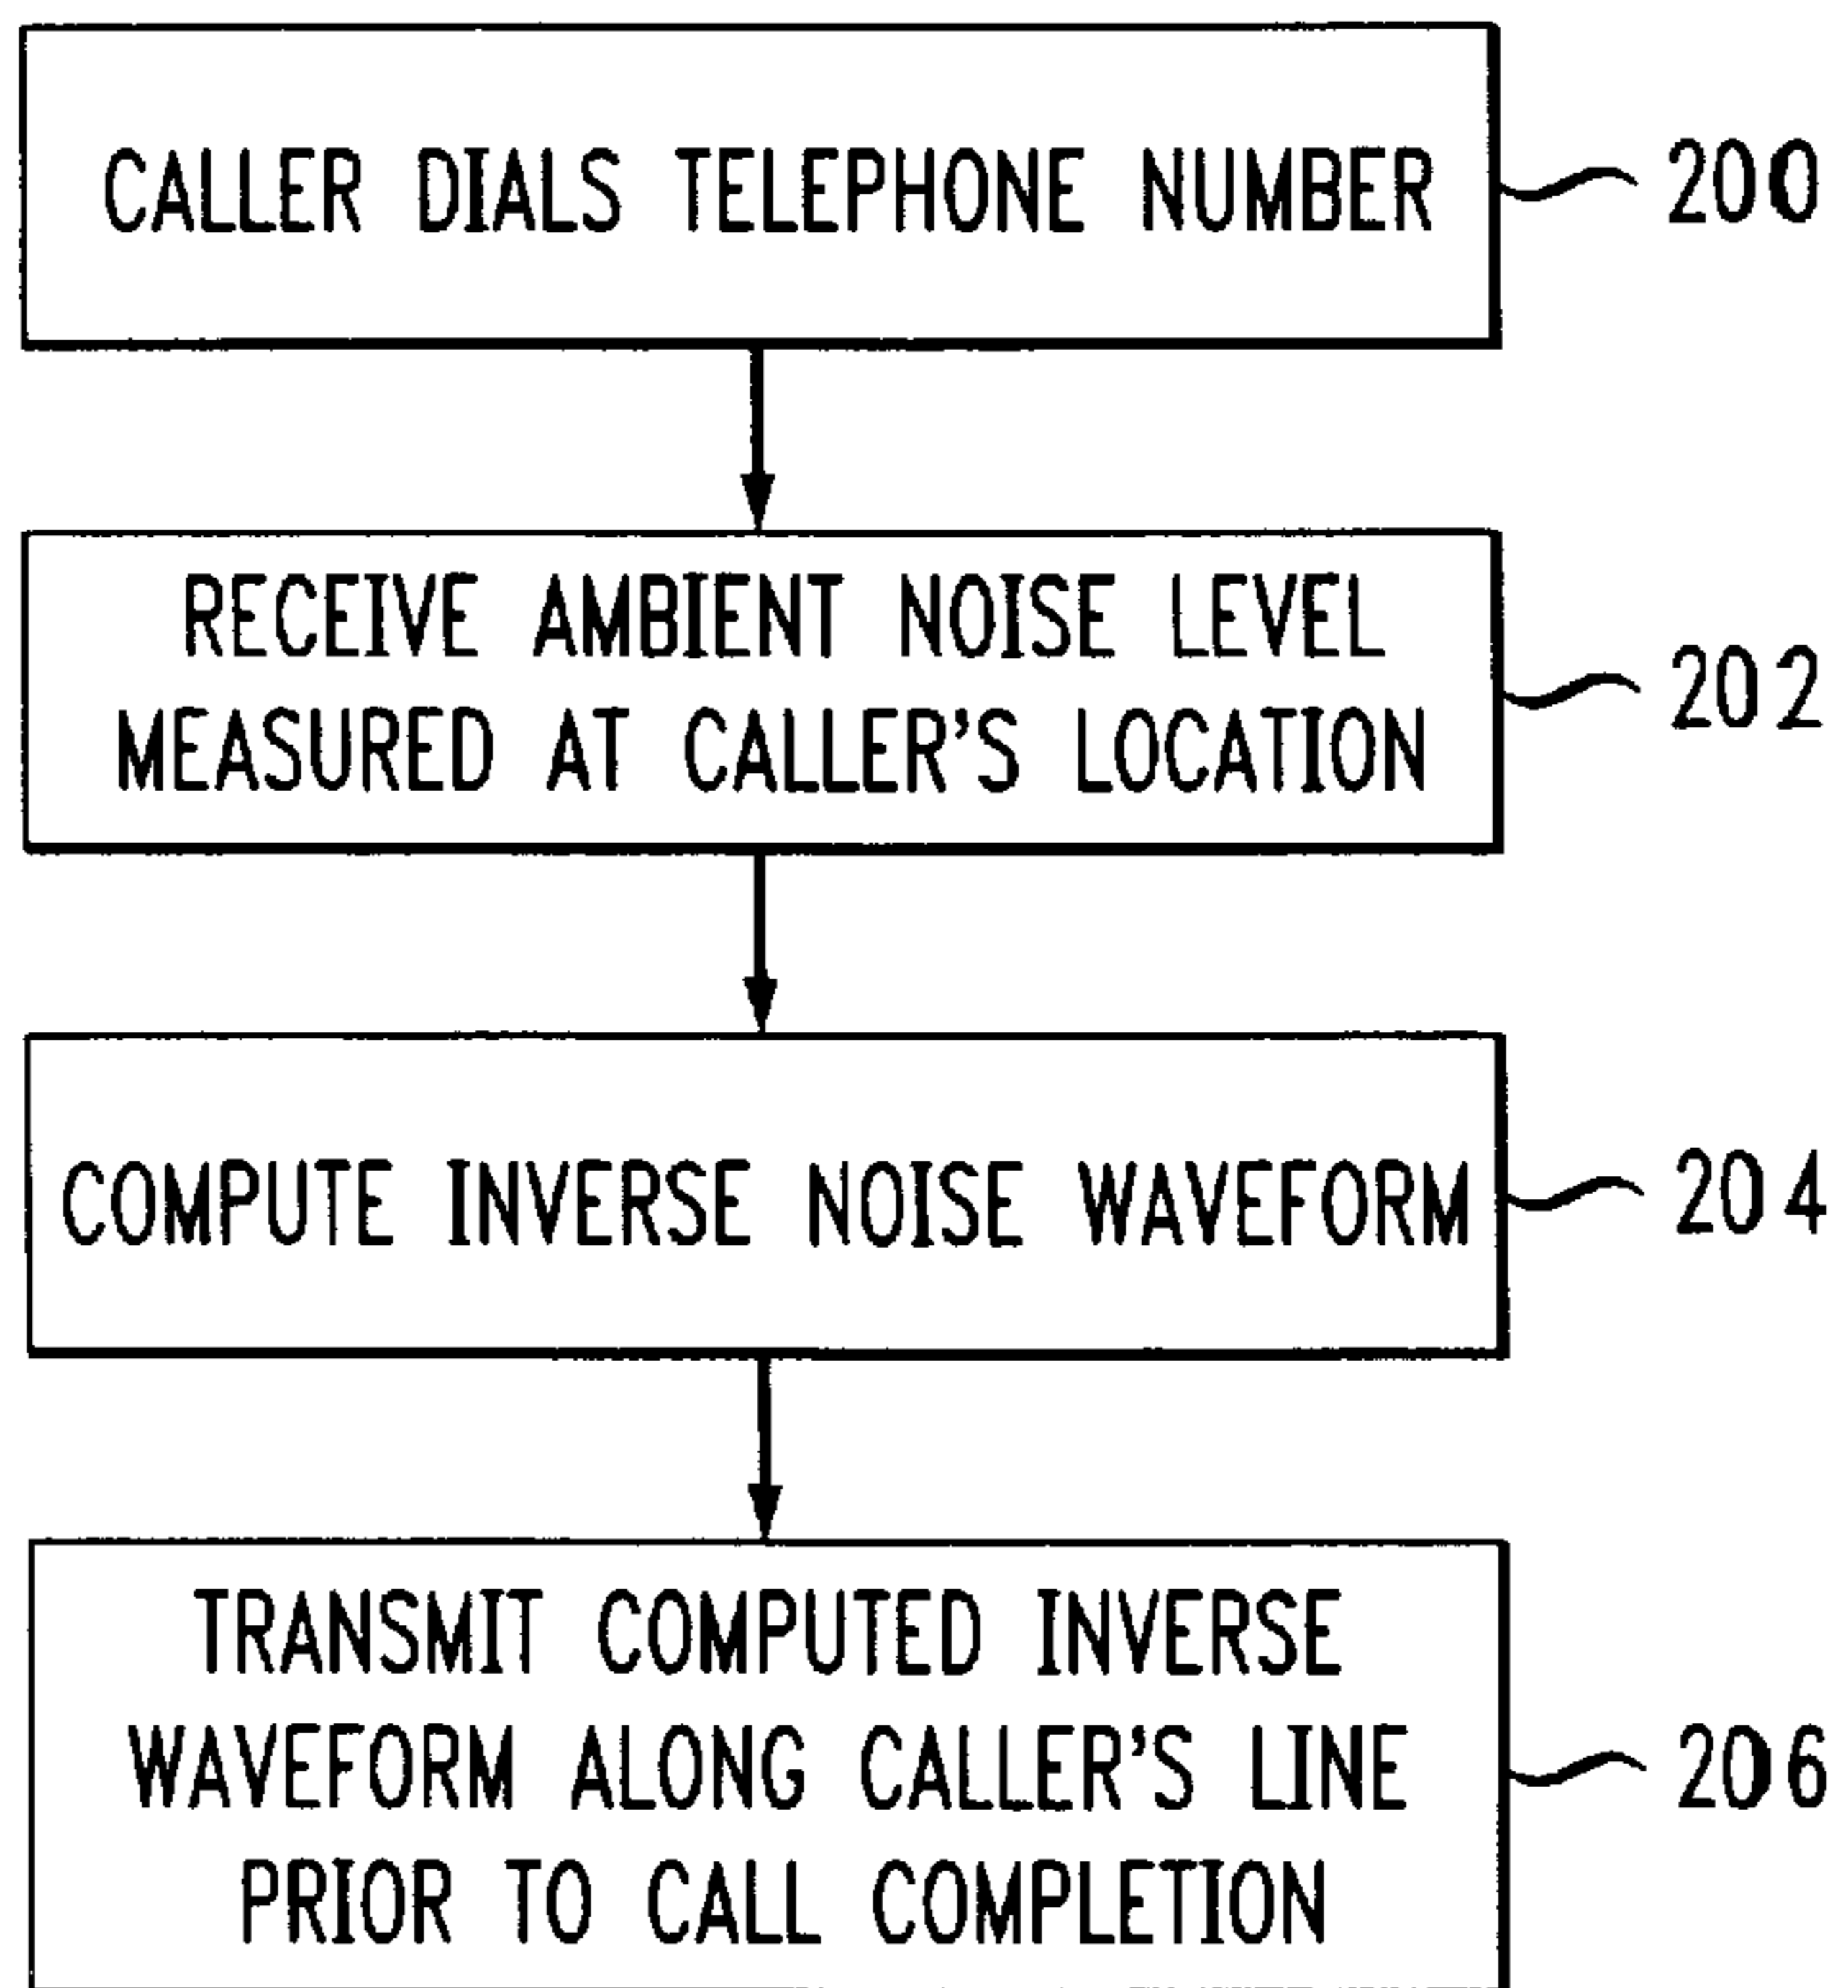 CALLER DIALS TELEPHONE NUMBER
200
RECEIVE AMBIENT NOISE LEVEL
MEASURED AT CALLER'S LOCATION
202
COMPUTE INVERSE NOISE WAVEFORM
204
TRANSMIT COMPUTED INVERSE
WAVEFORM ALONG CALLER'S LINE
PRIOR TO CALL COMPLETION
206